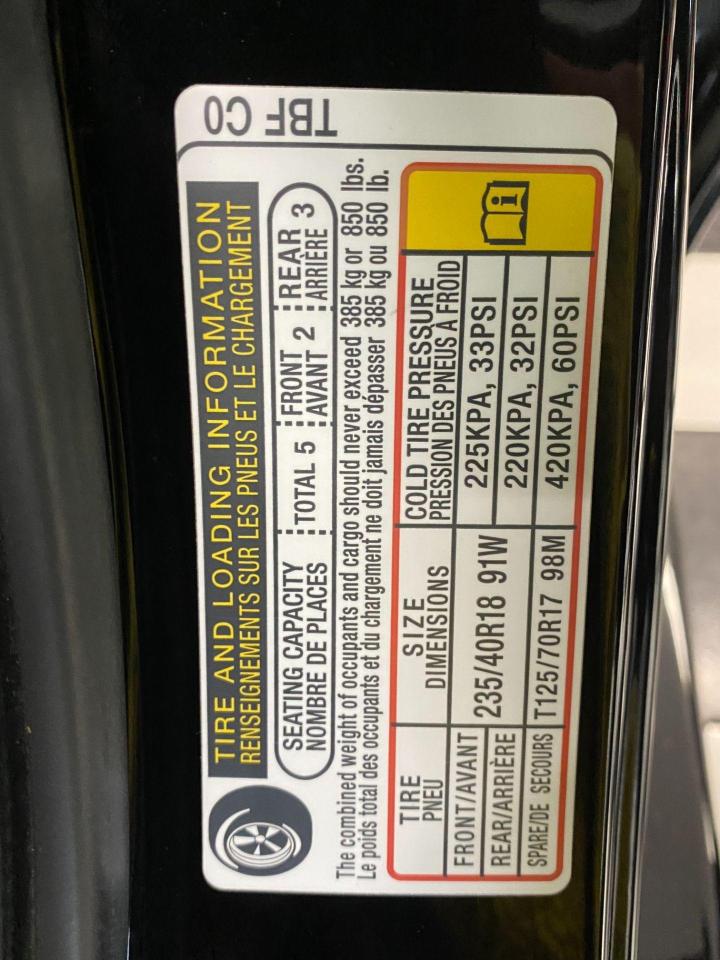 TIRE AND LOADING INFORMATION
RENSEIGNEMENTS SUR LES PNEUS ET LE CHARGEMENT
SEATING CAPACITY TOTAL 5 FRONT 2 REAR 3
NOMBRE DE PLACES AVANT ARRIÈRE
The combined weight of occupants and cargo should never exceed 385 kg or 850 lbs.
Le poids total des occupants et du chargement ne doit jamais dépasser 385 kg ou 850 lb.
TIRE SIZE COLD TIRE PRESSURE
PNEU DIMENSIONS PRESSION DES PNEUS À FROID
FRONT/AVANT 235/40R18 91W 225KPA, 33PSI
REAR/ARRIÈRE 220KPA, 32PSI
SPARE/DE SECOURS T125/70R17 98M 420KPA, 60PSI
TBF C0